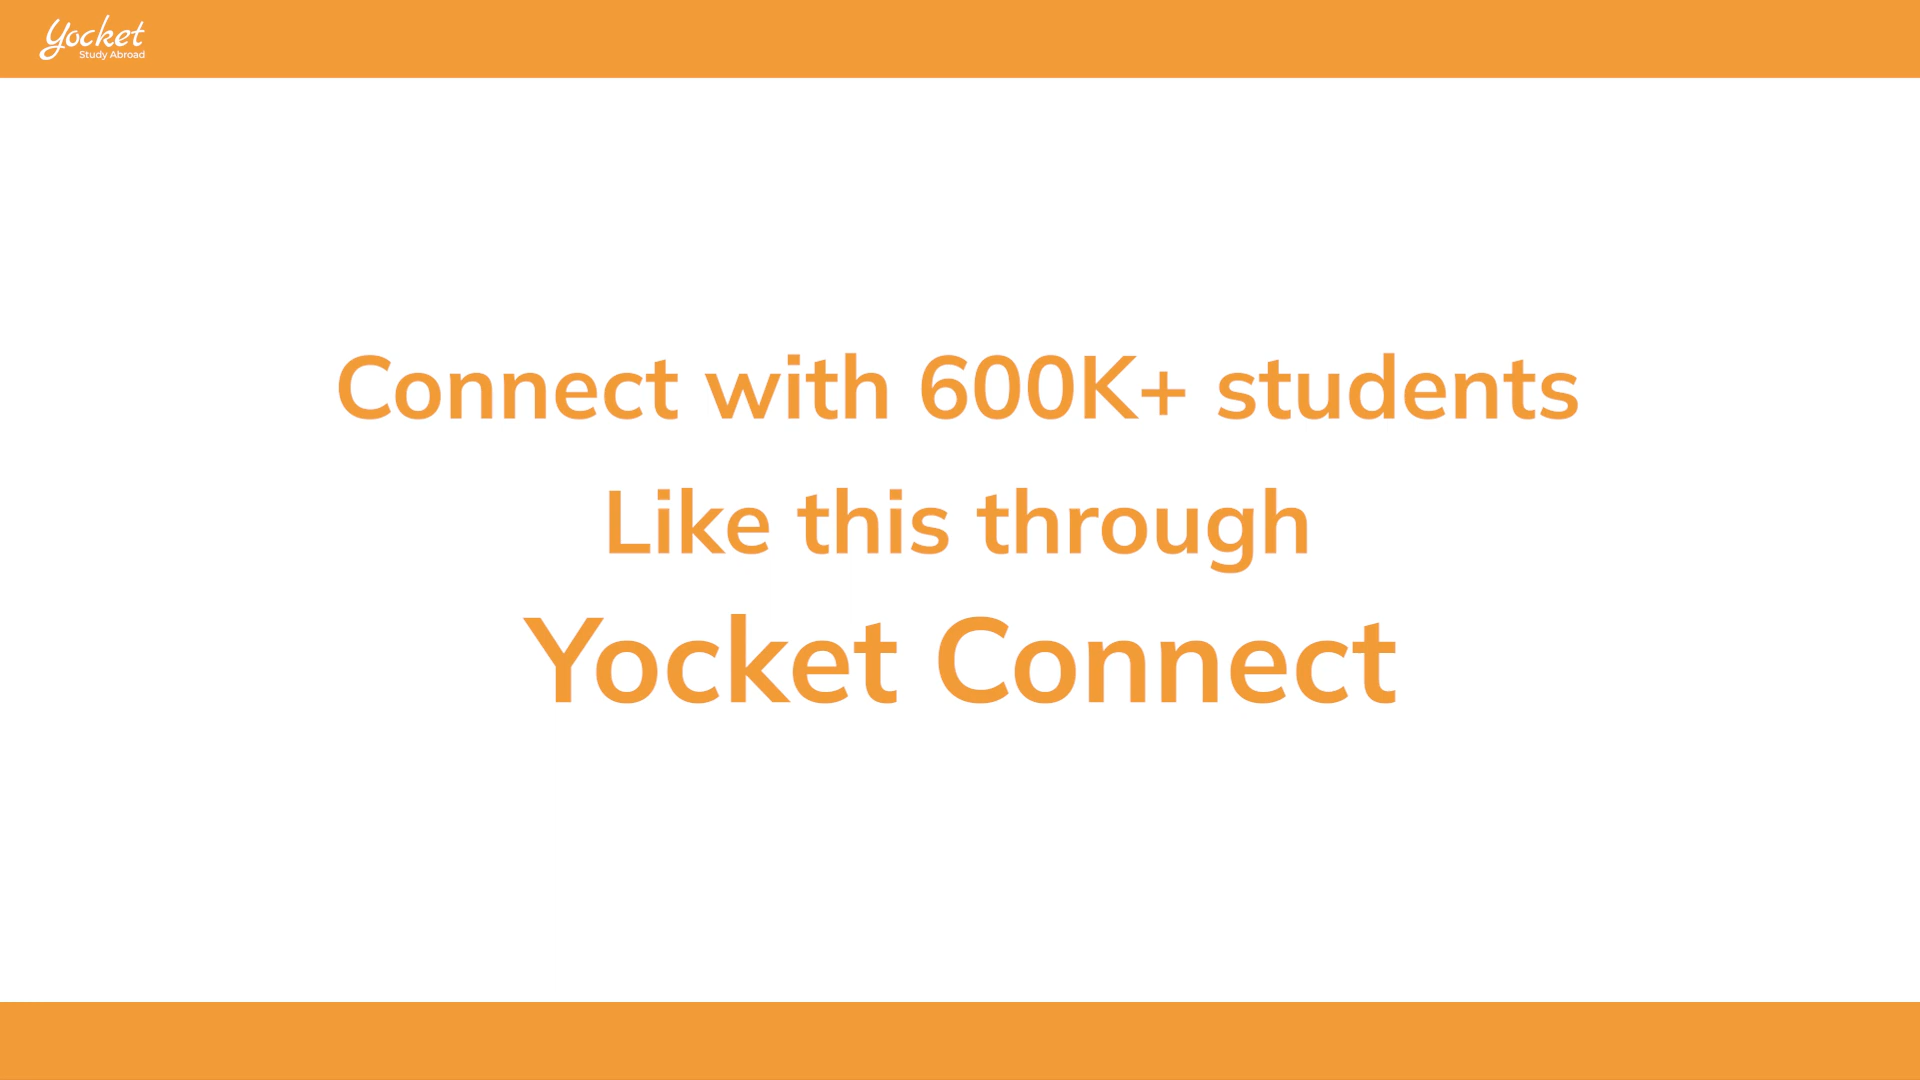 Yocket
Study Abroad
Connect with 600K+ students
Like this through
Yocket Connect